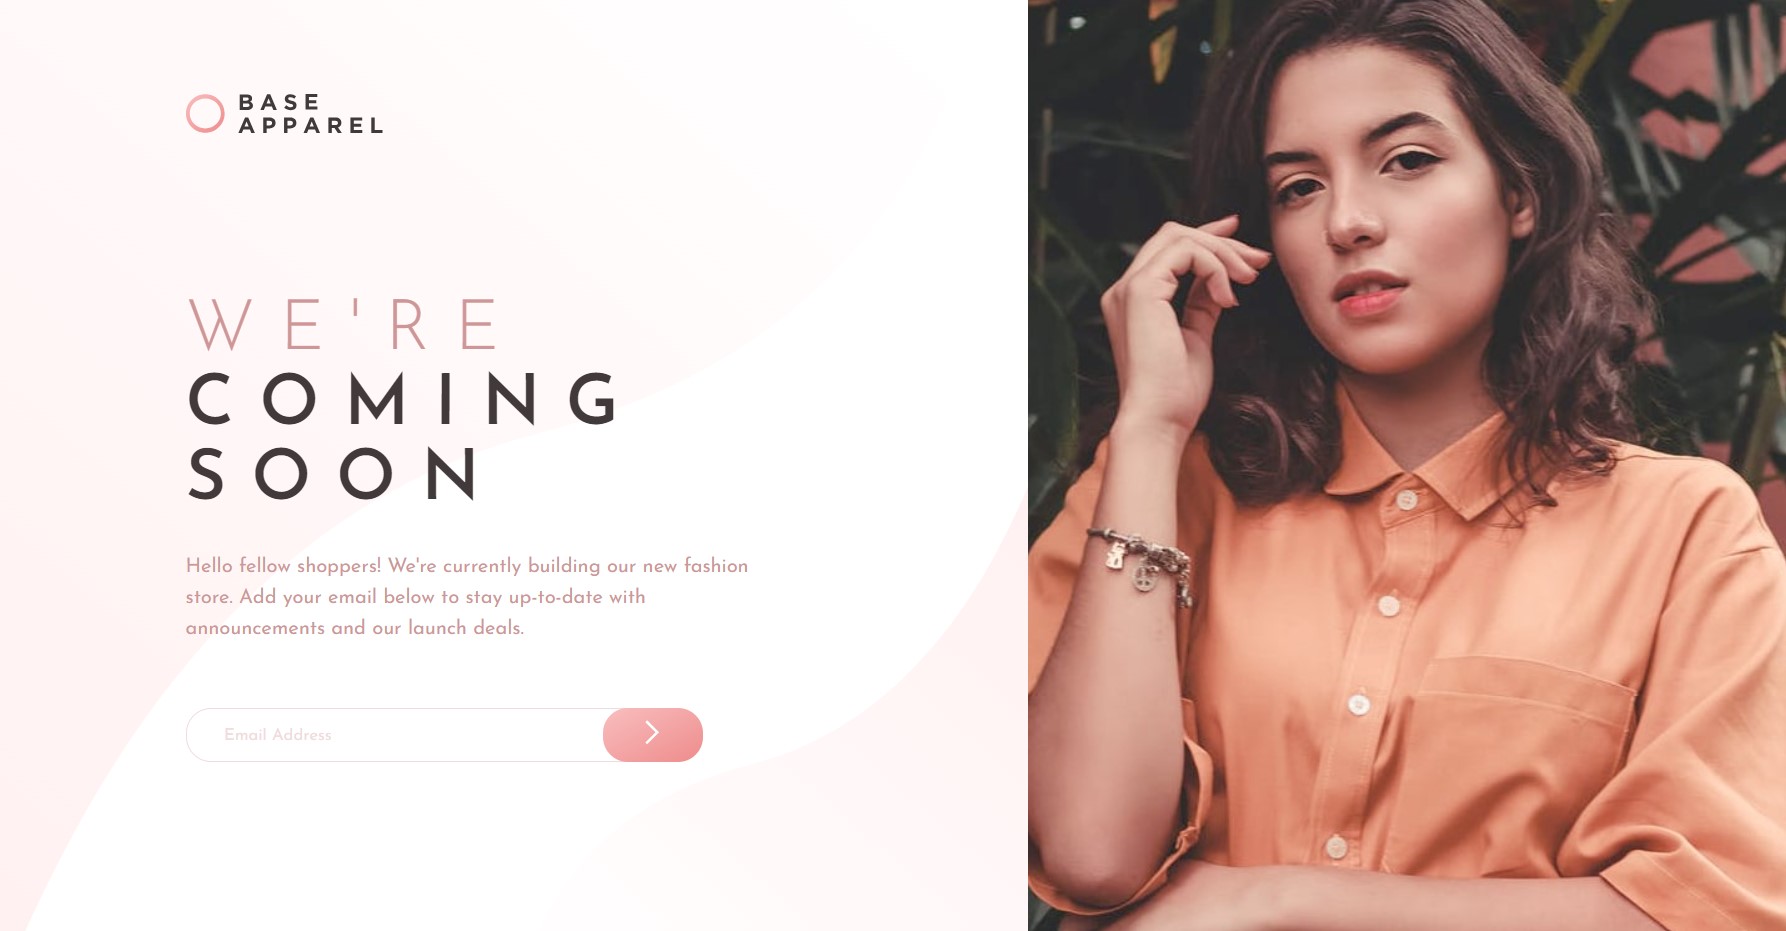 BASE
APPAREL
WE'RE
COMING
SOON
Hello fellow shoppers! We're currently building our new fashion
store. Add your email below to stay up-to-date with
announcements and our launch deals.
Email Address